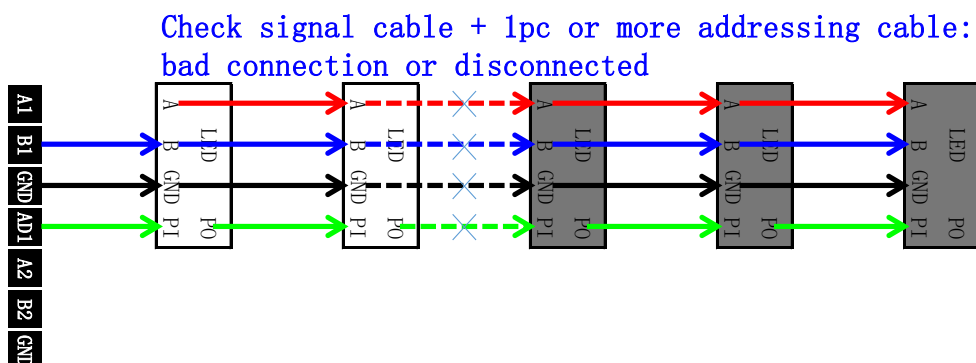 Check signal cable + 1pc or more addressing cable:
bad connection or disconnected
A1
B1
GND
AD1
A2
B2
GND
A
B
GND
PI
LED
PO
A
B
GND
PI
LED
PO
A
B
GND
PI
LED
PO
A
B
GND
PI
LED
PO
A
B
GND
PI
LED
PO